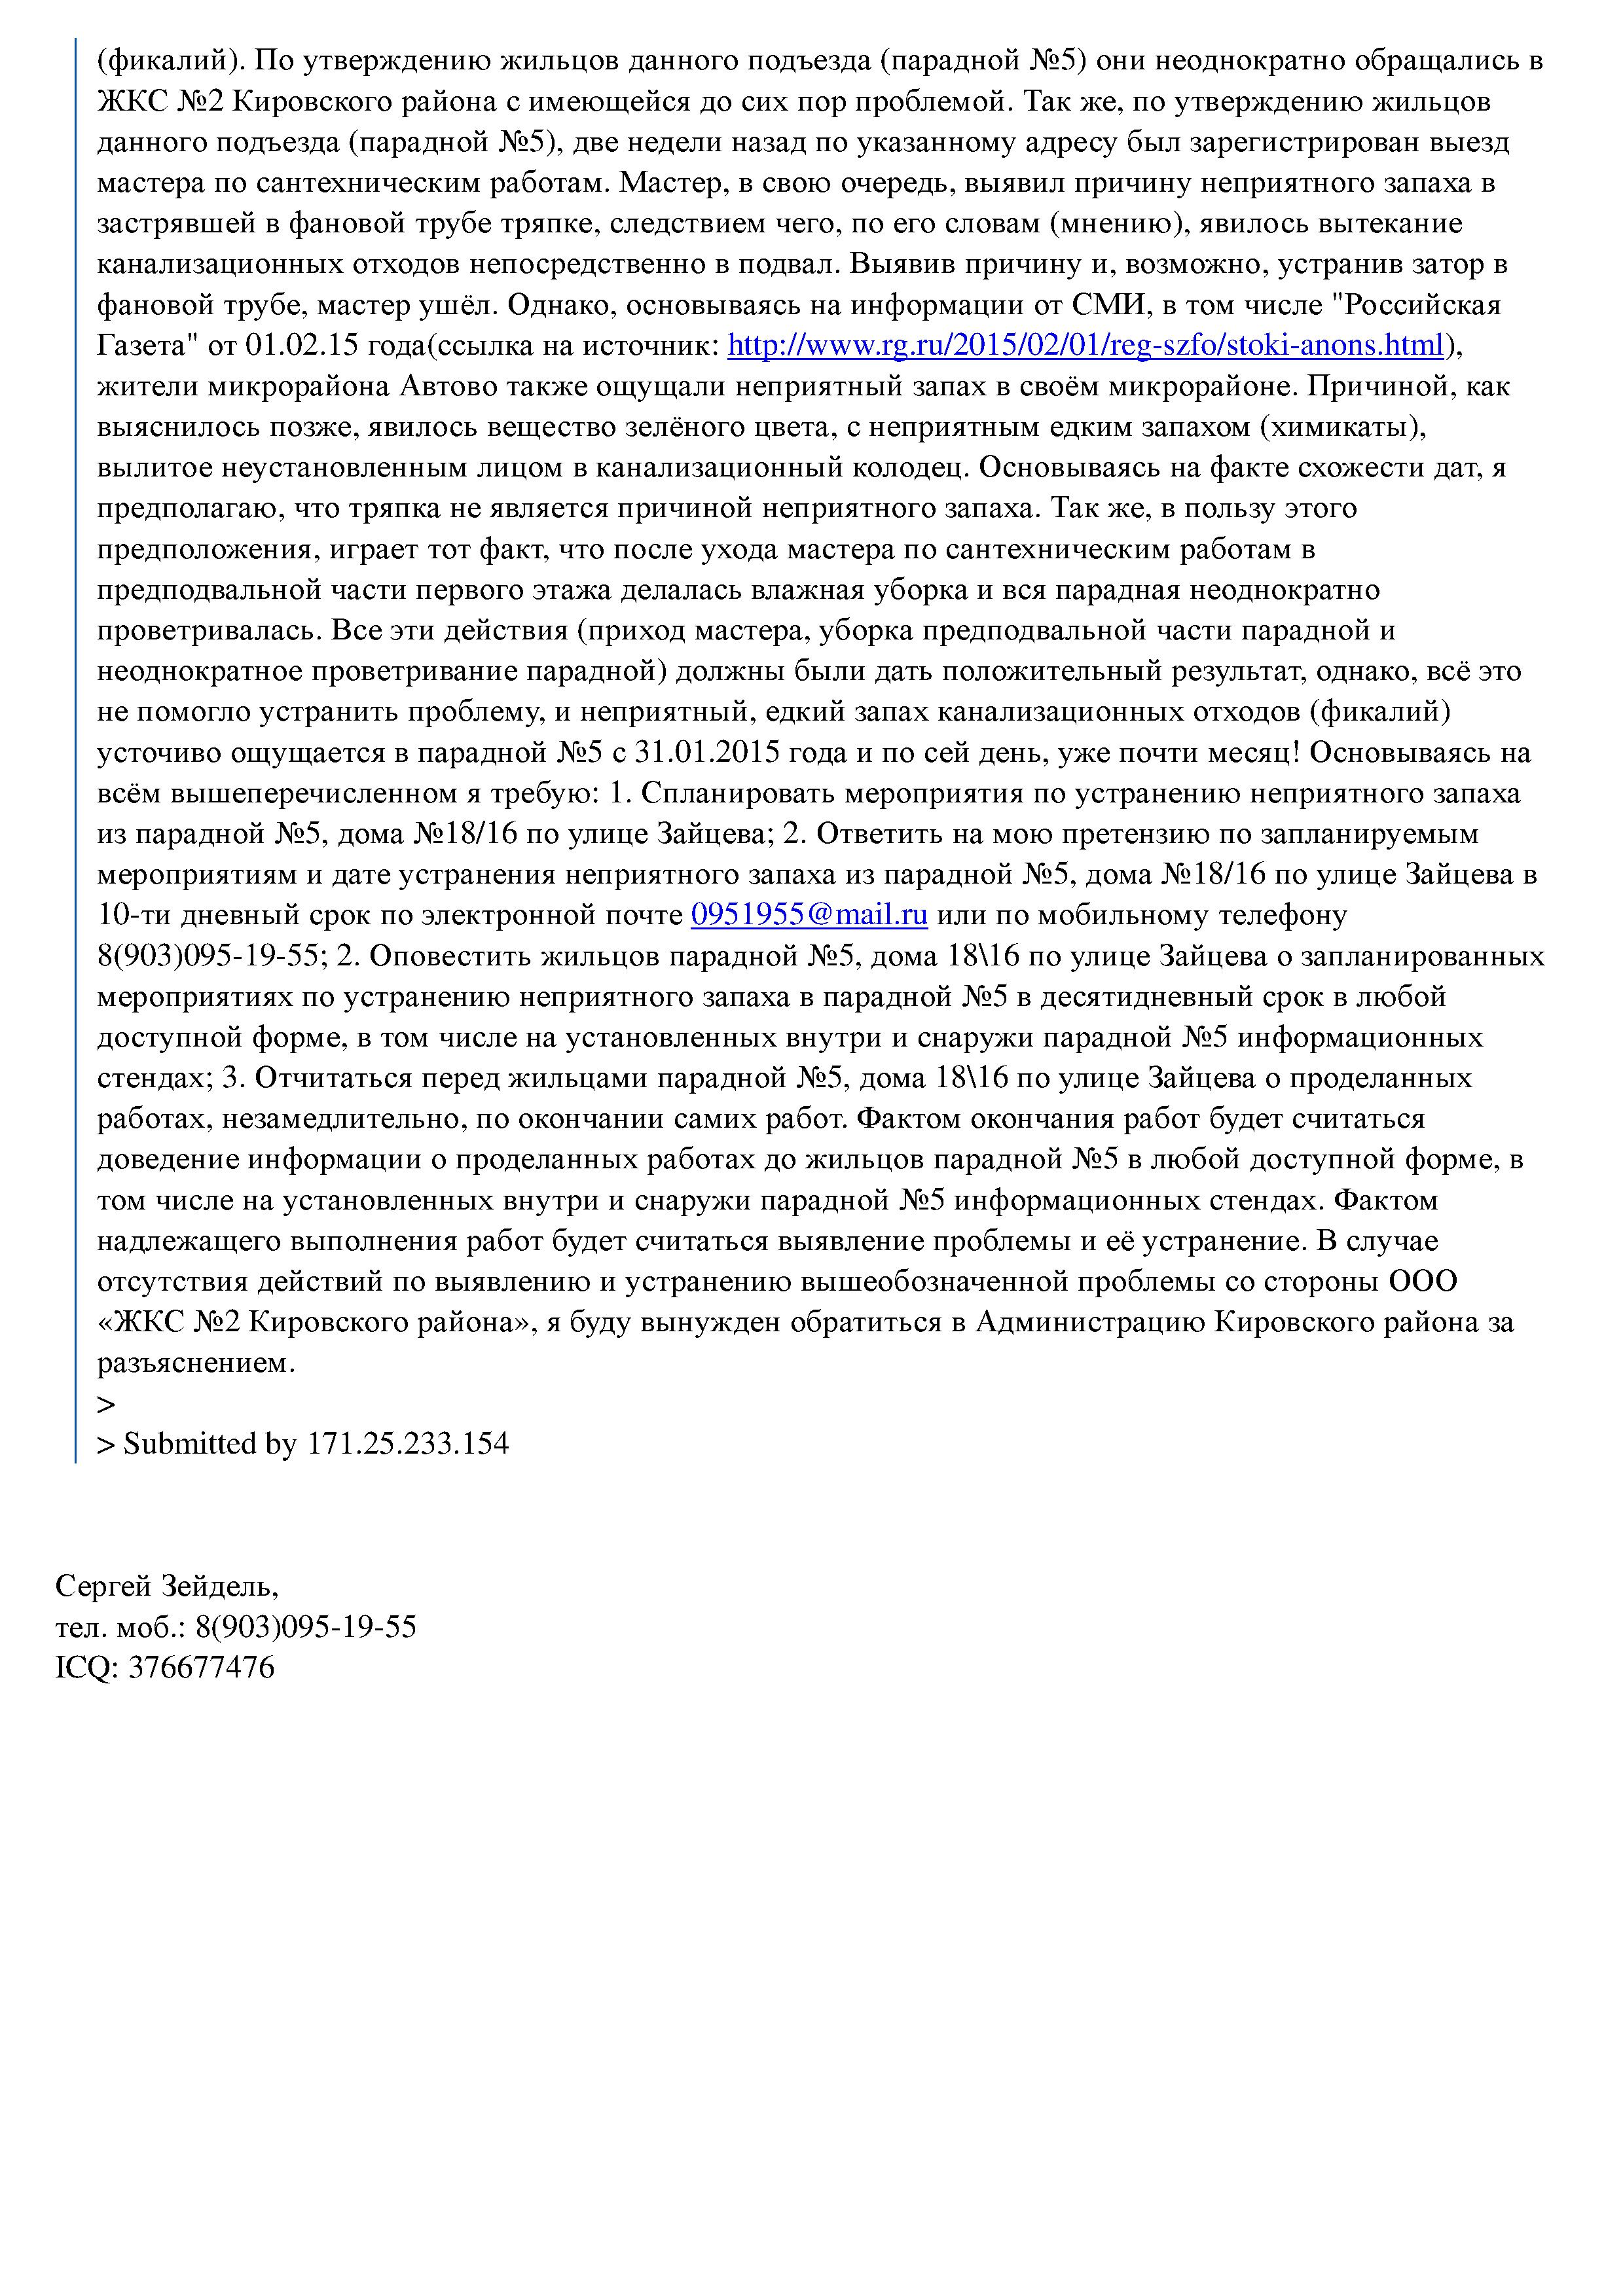 (фикалий). По утверждению жильцов данного подъезда (парадной №5) они неоднократно обращались в
ЖКС №2 Кировского района с имеющейся до сих пор проблемой. Так же, по утверждению жильцов
данного подъезда (парадной №5), две недели назад по указанному адресу был зарегистрирован выезд
мастера по сантехническим работам. Мастер, в свою очередь, выявил причину неприятного запаха в
застрявшей в фановой трубе тряпке, следствием чего, по его словам (мнению), явилось вытекание
канализационных отходов непосредственно в подвал. Выявив причину и, возможно, устранив затор в
фановой трубе, мастер ушёл. Однако, основываясь на информации от СМИ, в том числе "Российская
Газета" от 01.02.15 года(ссылка на источник: http://www.rg.ru/2015/02/01/reg-szfo/stoki-anons.html),
жители микрорайона Автово также ощущали неприятный запах в своём микрорайоне. Причиной, как
выяснилось позже, явилось вещество зелёного цвета, с неприятным едким запахом (химикаты),
вылитое неустановленным лицом в канализационный колодец. Основываясь на факте схожести дат, я
предполагаю, что тряпка не является причиной неприятного запаха. Так же, в пользу этого
предположения, играет тот факт, что после ухода мастера по сантехническим работам в
предподвальной части первого этажа делалась влажная уборка и вся парадная неоднократно
проветривалась. Все эти действия (приход мастера, уборка предподвальной части парадной и
неоднократное проветривание парадной) должны были дать положительный результат, однако, всё это
не помогло устранить проблему, и неприятный, едкий запах канализационных отходов (фикалий)
усточиво ощущается в парадной №5 с 31.01.2015 года и по сей день, уже почти месяц! Основываясь на
всём вышеперечисленном я требую: 1. Спланировать мероприятия по устранению неприятного запаха
из парадной №5, дома №18/16 по улице Зайцева; 2. Ответить на мою претензию по запланируемым
мероприятиям и дате устранения неприятного запаха из парадной №5, дома №18/16 по улице Зайцева в
10-ти дневный срок по электронной почте 0951955@mail.ru или по мобильному телефону
8(903)095-19-55; 2. Оповестить жильцов парадной №5, дома 18\16 по улице Зайцева о запланированных
мероприятиях по устранению неприятного запаха в парадной №5 в десятидневный срок в любой
доступной форме, в том числе на установленных внутри и снаружи парадной №5 информационных
стендах; 3. Отчитаться перед жильцами парадной №5, дома 18\16 по улице Зайцева о проделанных
работах, незамедлительно, по окончании самих работ. Фактом окончания работ будет считаться
доведение информации о проделанных работах до жильцов парадной №5 в любой доступной форме, в
том числе на установленных внутри и снаружи парадной №5 информационных стендах. Фактом
надлежащего выполнения работ будет считаться выявление проблемы и её устранение. В случае
отсутствия действий по выявлению и устранению вышеобозначенной проблемы со стороны ООО
«ЖКС №2 Кировского района», я буду вынужден обратиться в Администрацию Кировского района за
разъяснением.
>
> Submitted by 171.25.233.154
Сергей Зейдель,
тел. моб.: 8(903)095-19-55
ICQ: 376677476